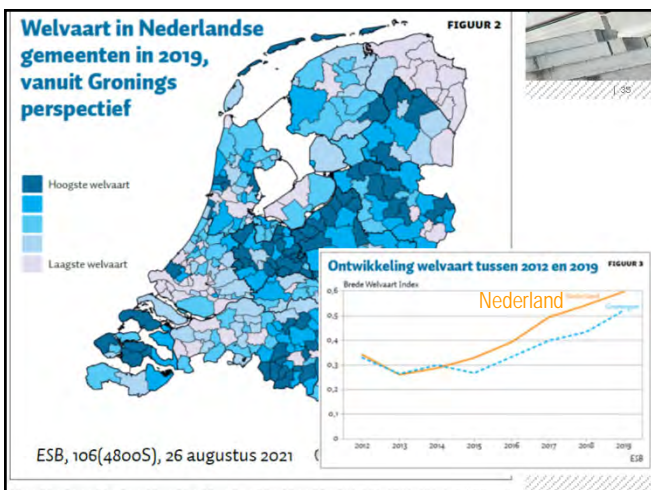 Welvaart in Nederlandse
gemeenten in 2019,
vanuit Gronings
perspectief
FIGUUR 2
| 35
Hoogste welvaart
Laagste welvaart
Ontwikkeling welvaart tussen 2012 en 2019
FIGUUR 3
Brede Welvaart Index
0,6
0,5
0,4
0,3
0,2
0,1
0
Nederland
Nederland
Groningen
2012 2013 2014 2015 2016 2017 2018 2019
ESB
ESB, 106(4800S), 26 augustus 2021